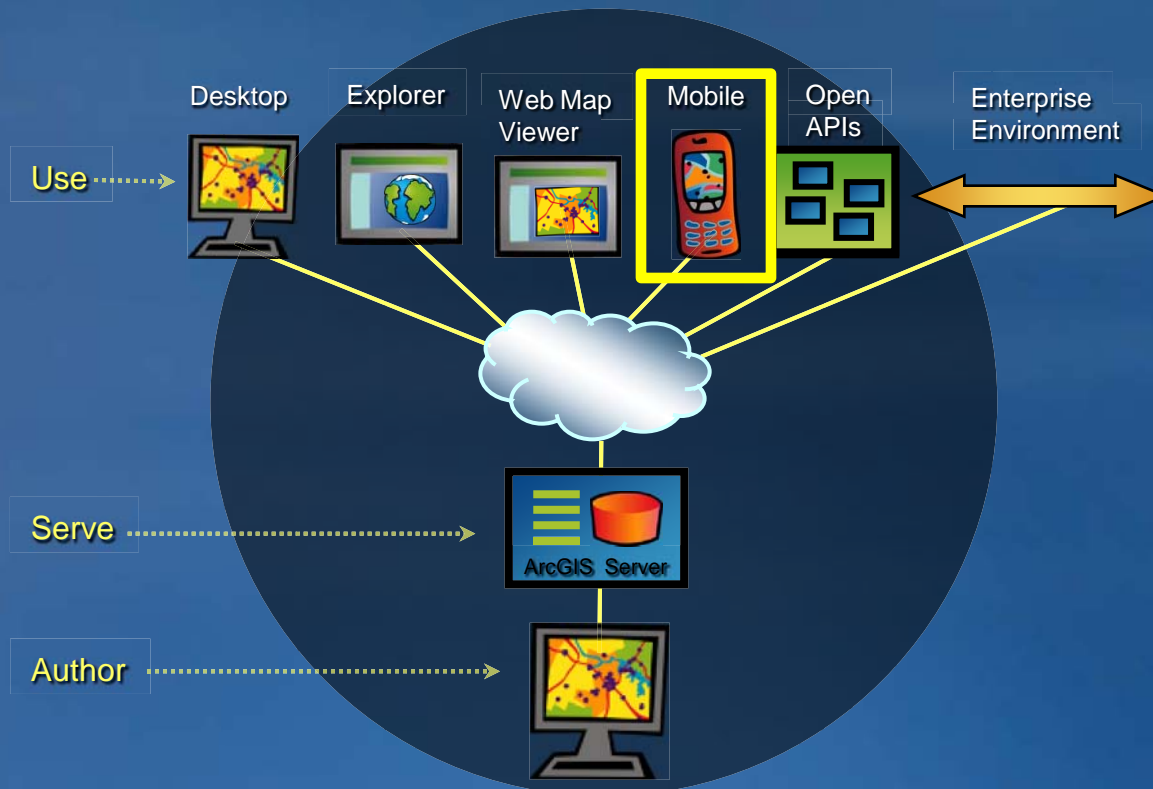 Desktop
Explorer
Web Map
Viewer
Mobile
Open
APIs
Enterprise
Environment
Use
Serve
ArcGIS Server
Author